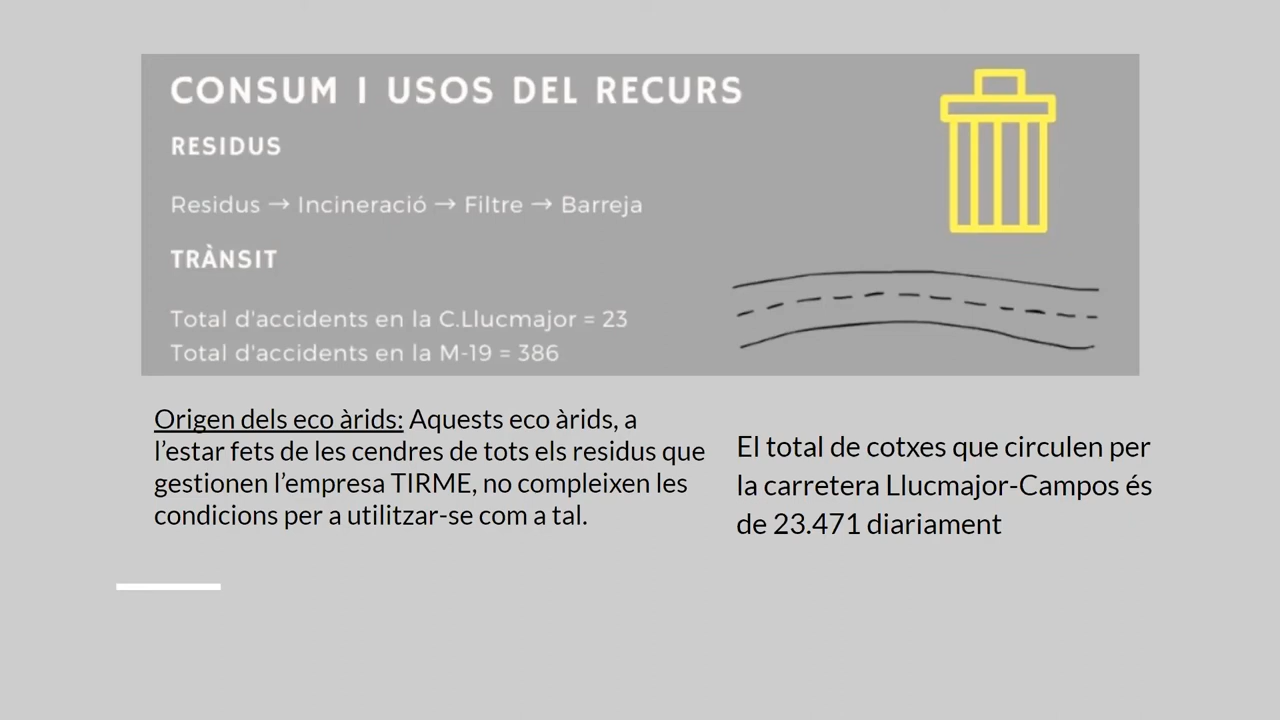 CONSUM I USOS DEL RECURS
RESIDUS
Residus → Incineració → Filtre → Barreja
TRÀNSIT
Total d'accidents en la C.Llucmajor = 23
Total d'accidents en la M-19 = 386
Origen dels eco àrids: Aquests eco àrids, a
l’estar fets de les cendres de tots els residus que
gestionen l’empresa TIRME, no compleixen les
condicions per a utilitzar-se com a tal.
El total de cotxes que circulen per
la carretera Llucmajor-Campos és
de 23.471 diariament